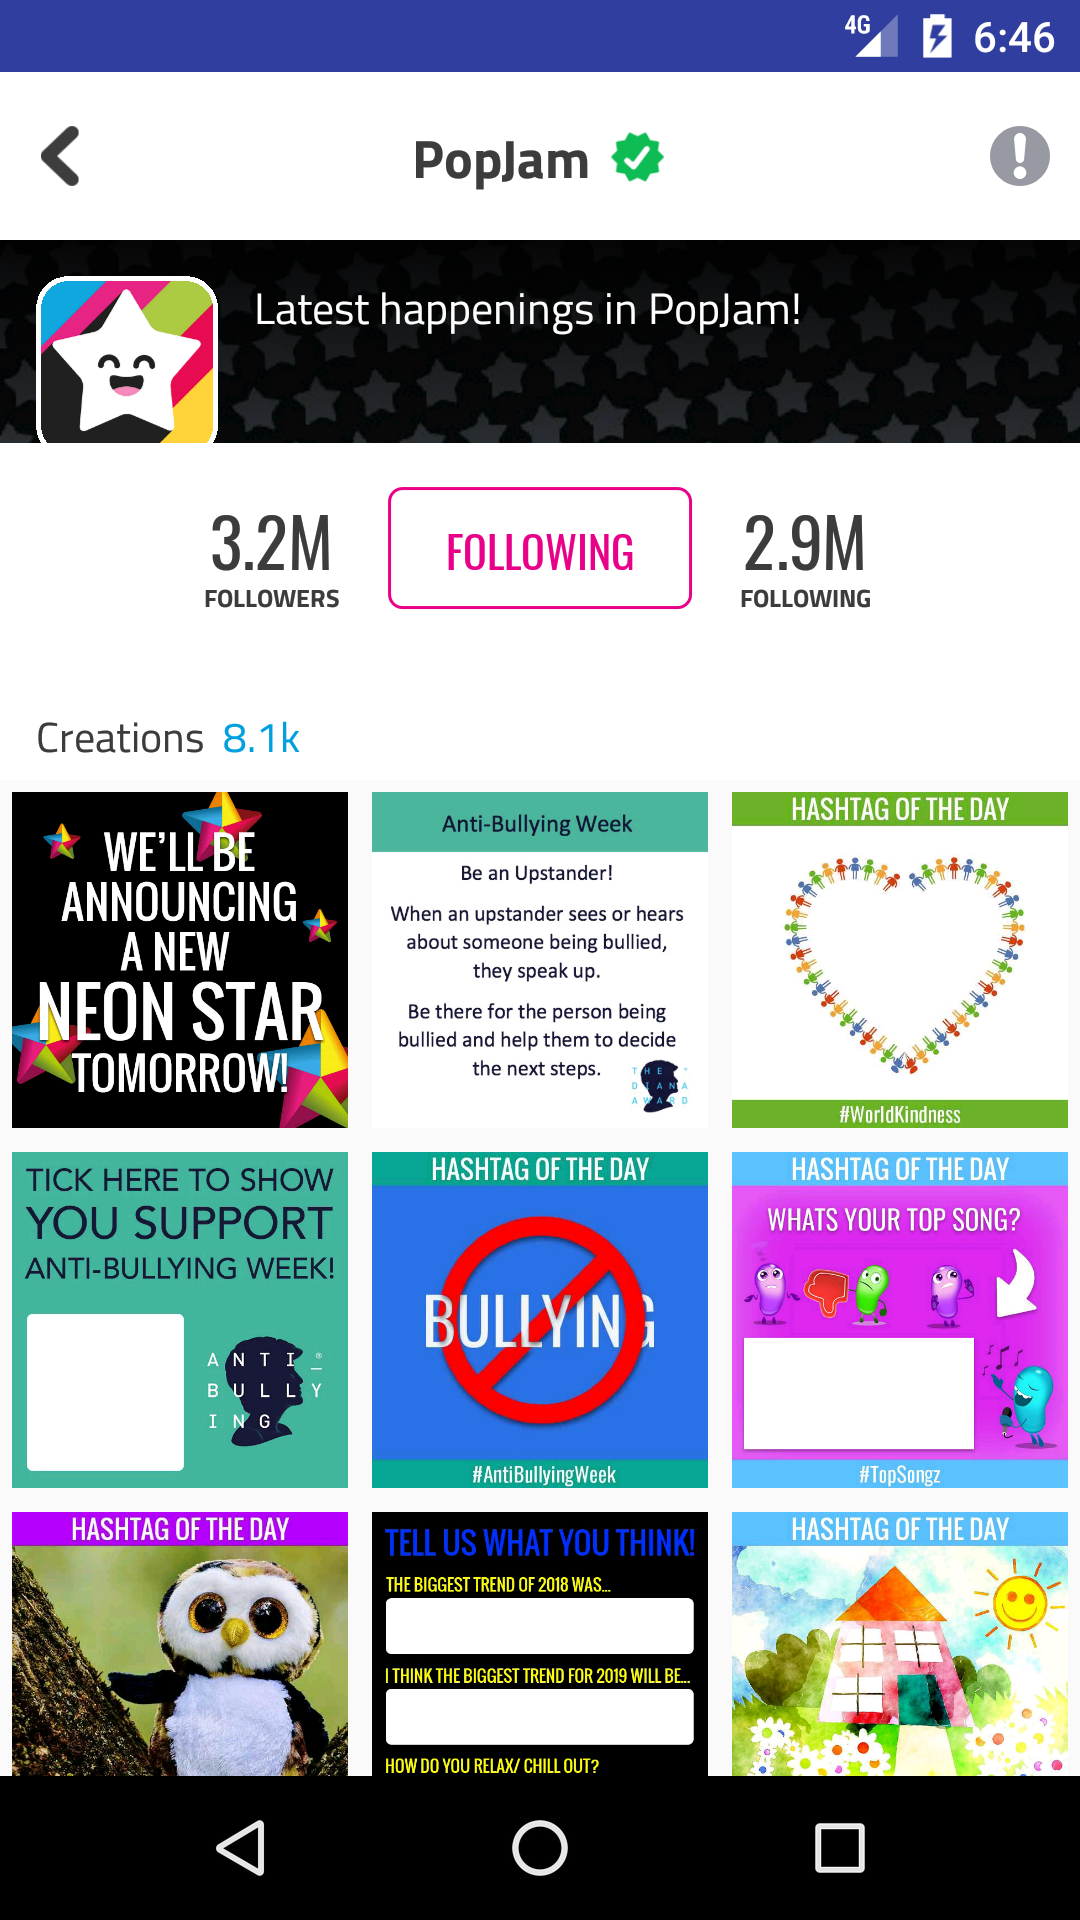 4G 6:46
PopJam
Latest happenings in PopJam!
3.2M
FOLLOWERS
FOLLOWING
2.9M
FOLLOWING
Creations 8.1k
WE'LL BE
ANNOUNCING
A NEW
NEON STAR
TOMORROW!
Anti-Bullying Week
Be an Upstander!
When an upstander sees or hears
about someone being bullied,
they speak up.
Be there for the person being
bullied and help them to decide
the next steps.
THE
DIANA
AWARD
HASHTAG OF THE DAY
#WorldKindness
TICK HERE TO SHOW
YOU SUPPORT
ANTI-BULLYING WEEK!
ANTI_
BULLY
ING
HASHTAG OF THE DAY
BULLYING
#AntiBullyingWeek
HASHTAG OF THE DAY
WHATS YOUR TOP SONG?
#TopSongz
HASHTAG OF THE DAY
TELL US WHAT YOU THINK!
THE BIGGEST TREND OF 2018 WAS...
I THINK THE BIGGEST TREND FOR 2019 WILL BE...
HOW DO YOU RELAX/ CHILL OUT?
HASHTAG OF THE DAY